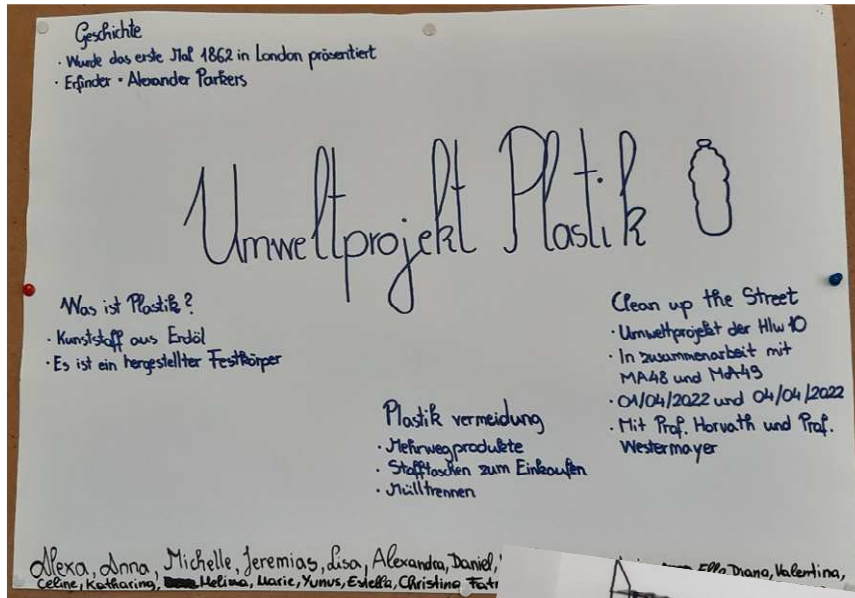 Geschichte
· Wurde das erste Mal 1862 in London präsentiert
· Erfinder = Alexander Parkers
Umweltprojekt Plastik
Was ist Plastik?
· Kunststoff aus Erdöl
· Es ist ein hergestellter Festkörper
Clean up the Street
· Umweltprojekt der Hlw 10
· In zusammenarbeit mit
MA48 und MA49
· 01/04/2022 und 04/04/2022
· Mit Prof. Horvath und Prof.
Westermayer
Plastik vermeidung
· Mehrwegprodukte
· Stofftaschen zum Einkaufen
· Mülltrennen
Alexa, Anna, Michelle, Jeremias, Lisa, Alexandra, Daniel, Ella Diana, Valentina,
Celine, Katharina, Melina, Marie, Yunus, Estella, Christina